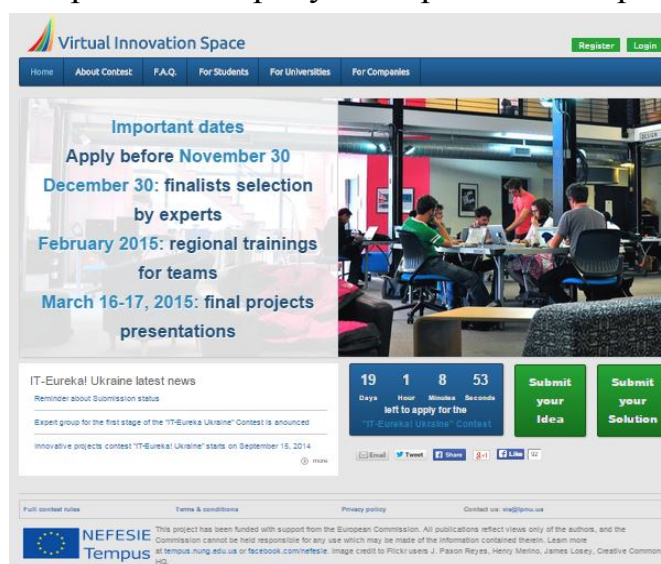 Virtual Innovation Space
Register Login
Home About Contest F.A.Q. For Students For Universities For Companies
Important dates
Apply before November 30
December 30: finalists selection
by experts
February 2015: regional trainings
for teams
March 16-17, 2015: final projects
presentations
DESIGN
IT-Eureka! Ukraine latest news
Reminder about Submission status
Expert group for the first stage of the "IT-Eureka Ukraine" Contest is anounced
Innovative projects contest "IT-Eureka! Ukraine" starts on September 15, 2014
more
19 1 8 53
Days Hour Minutes Seconds
left to apply for the
"IT-Eureka! Ukraine" Contest
Submit
your
Idea
Submit
your
Solution
Email Tweet Share g+1 Like 92
Full contest rules Terms & conditions Privacy policy Contact us: vis@lpnu.ua
NEFESIE
Tempus
This project has been funded with support from the European Commission. All publications reflect views only of the authors, and the
Commission cannot be held responsible for any use which may be made of the information contained therein. Learn more
at tempus.nung.edu.ua or facebook.com/nefesie. Image credit to Flickr users J. Paxon Reyes, Henry Merino, James Losey, Creative Common
HQ.